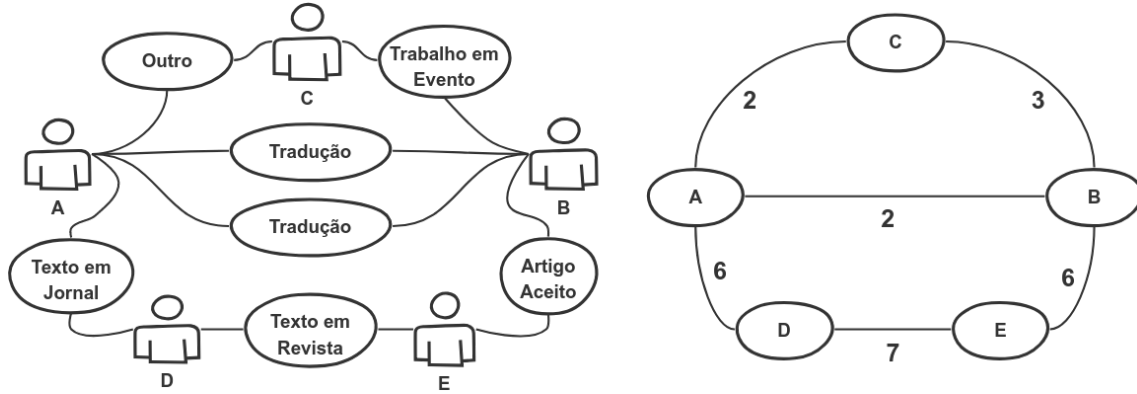 C
Outro
Trabalho em
Evento
A
Tradução
B
Tradução
Texto em
Jornal
Artigo
Aceito
D
Texto em
Revista
E
C
2
3
A
B
2
6
6
D
E
7